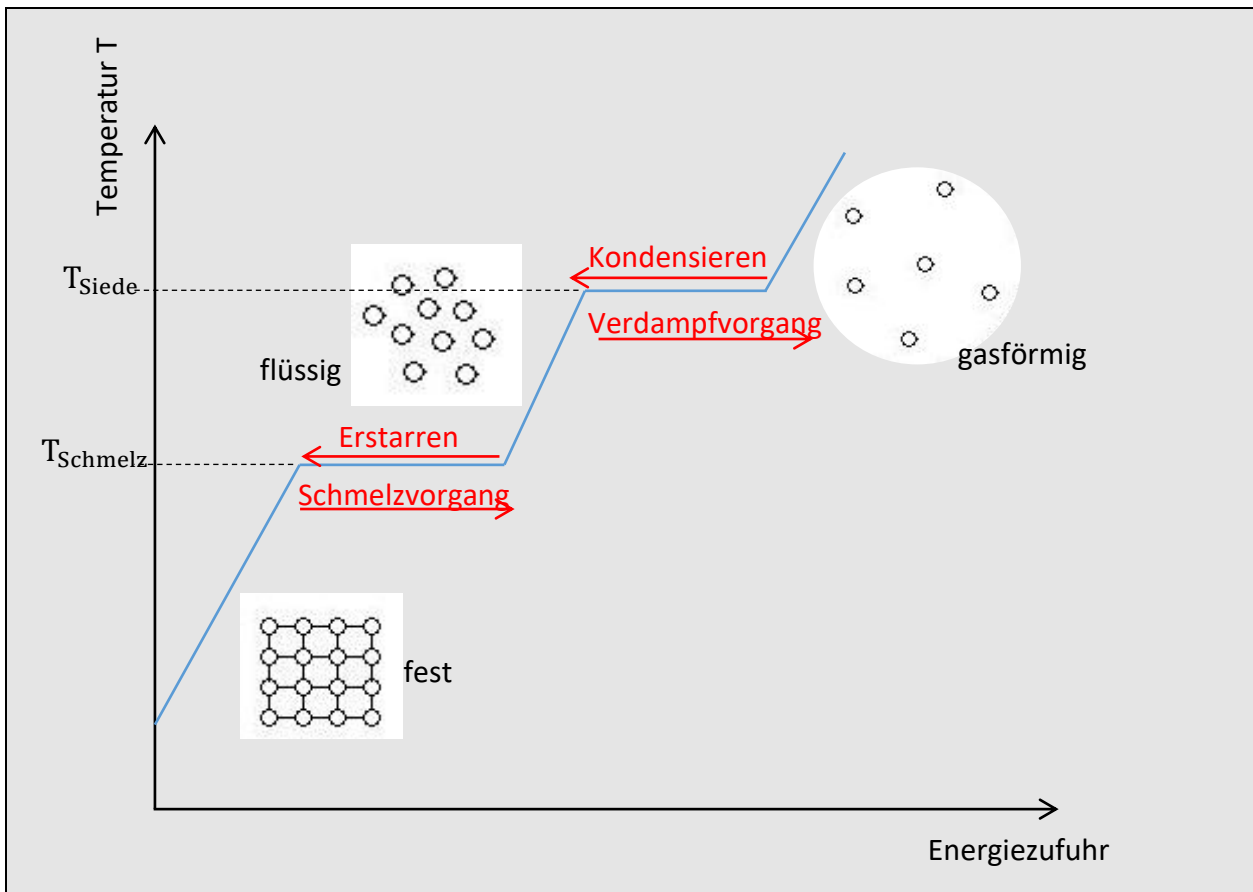 Temperatur T
Kondensieren
T_Siede
Verdampfvorgang
gasförmig
flüssig
Erstarren
T_Schmelz
Schmelzvorgang
fest
Energiezufuhr